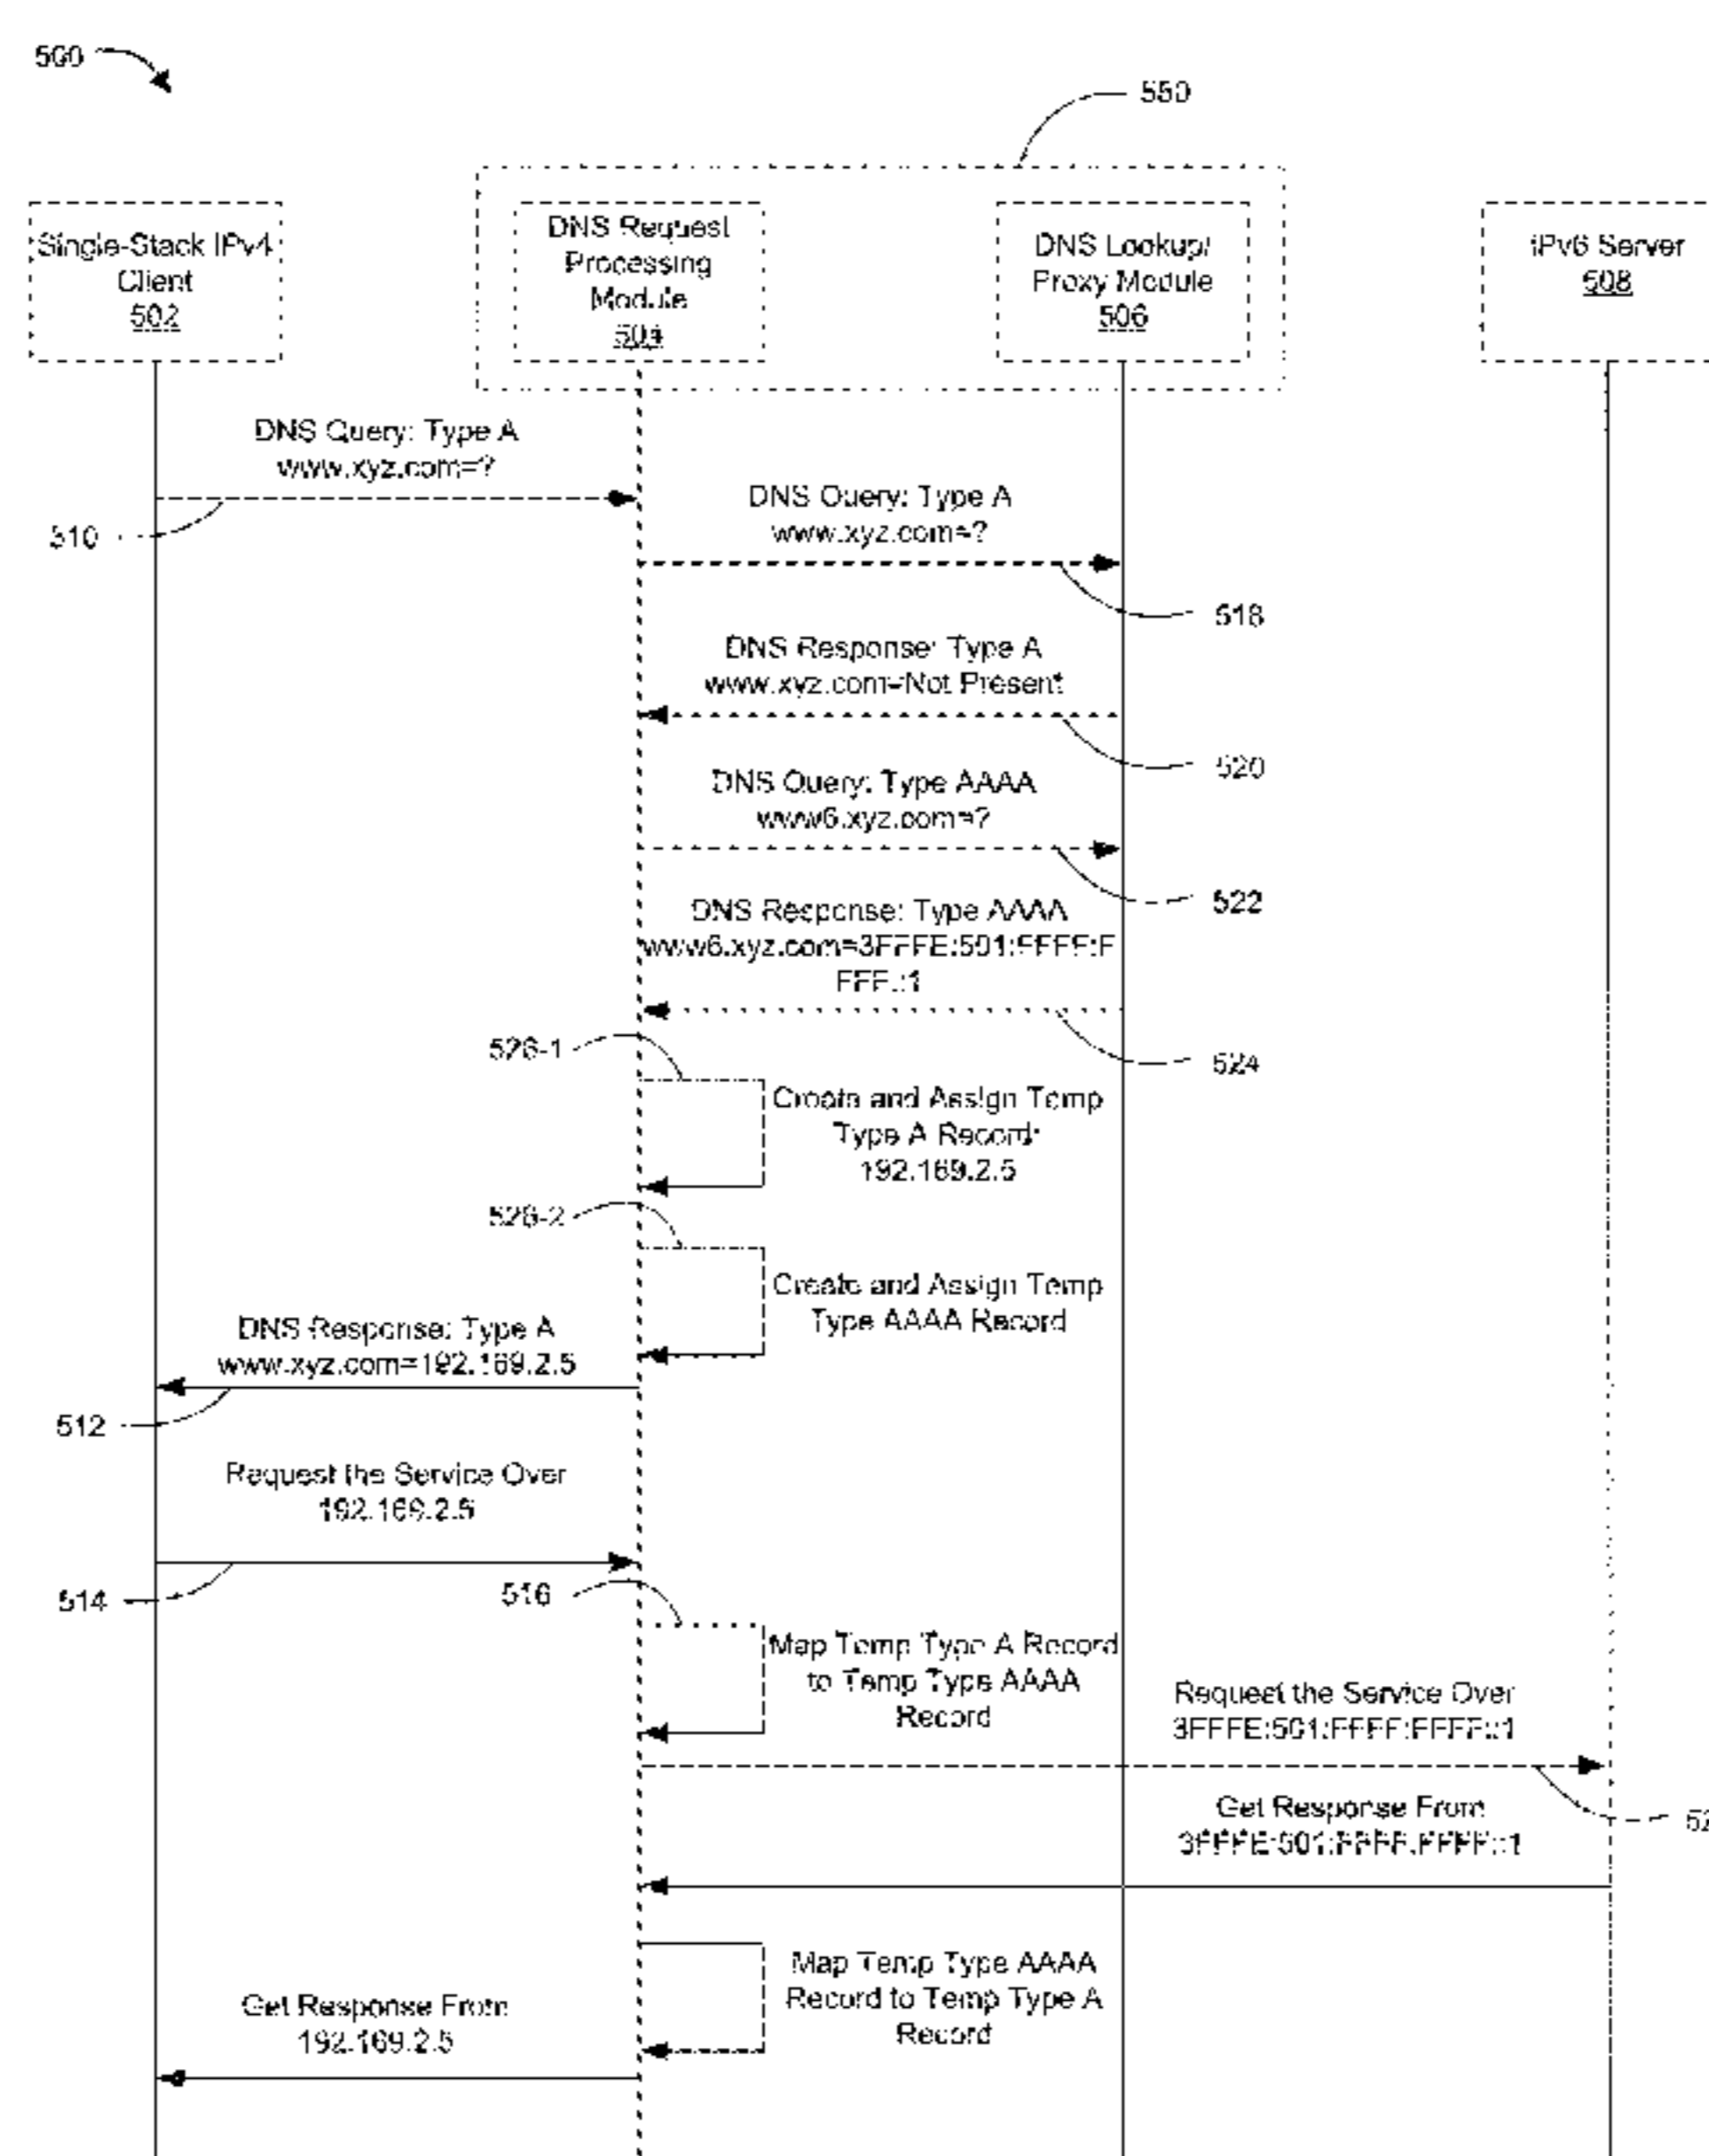 500
550
Single-Stack IPv4
Client
502
DNS Request
Processing
Module
504
DNS Lookup/
Proxy Module
506
IPv6 Server
508
DNS Query: Type A
www.xyz.com=?
510
DNS Query: Type A
www.xyz.com=?
518
DNS Response: Type A
www.xyz.com=Not Present
520
DNS Query: Type AAAA
www6.xyz.com=?
522
DNS Response: Type AAAA
www6.xyz.com=3FFFE:501:FFFF:F
FFF::1
524
526-1
Create and Assign Temp
Type A Record:
192.169.2.5
526-2
Create and Assign Temp
Type AAAA Record
DNS Response: Type A
www.xyz.com=192.169.2.5
512
Request the Service Over
192.169.2.5
514
516
Map Temp Type A Record
to Temp Type AAAA
Record
Request the Service Over
3FFFE:501:FFFF:FFFF::1
Get Response From
3FFFE:501:FFFF:FFFF::1
Map Temp Type AAAA
Record to Temp Type A
Record
Get Response From
192.169.2.5